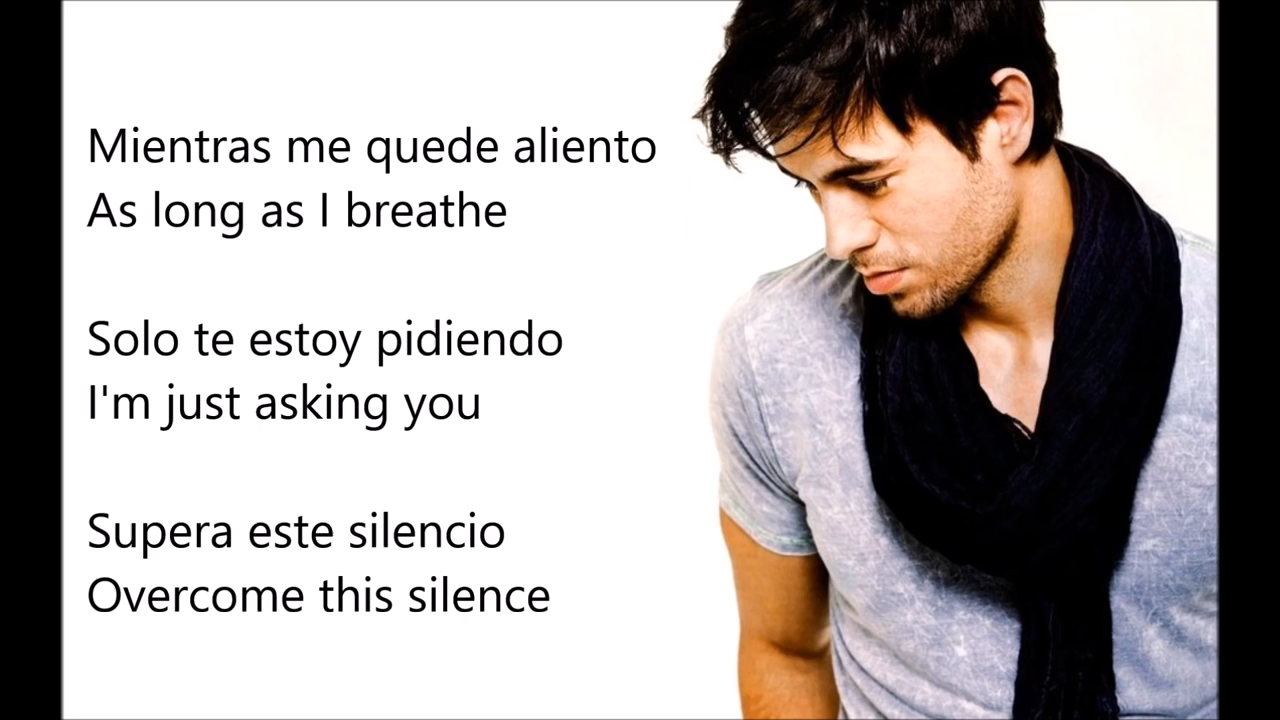 Mientras me quede aliento
As long as I breathe
Solo te estoy pidiendo
I'm just asking you
Supera este silencio
Overcome this silence